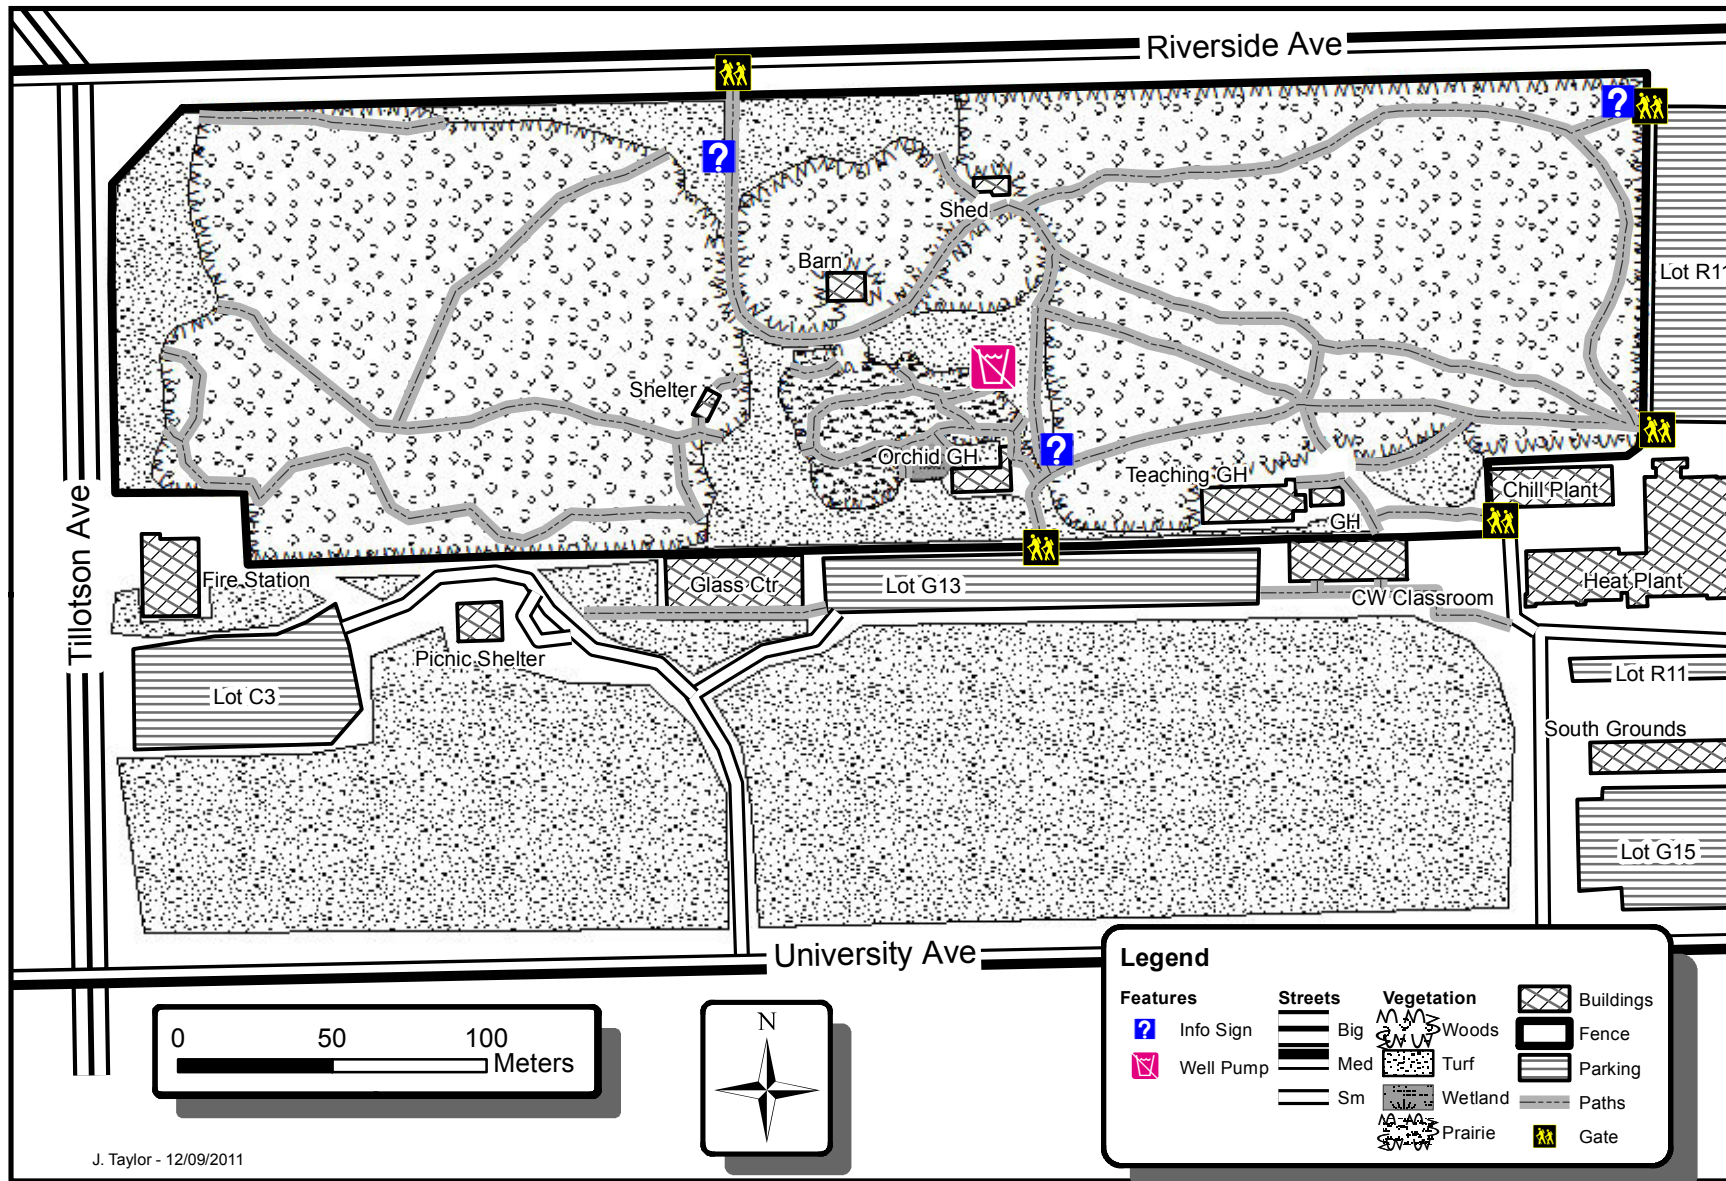 Riverside Ave
Lot R11
Shed
Barn
Shelter
Orchid GH
Teaching GH
Chill Plant
GH
Tillotson Ave
Fire Station
Glass Ctr
Lot G13
Heat Plant
CW Classroom
Picnic Shelter
Lot C3
Lot R11
South Grounds
Lot G15
University Ave
0 50 100
Meters
N
Legend
Features
Info Sign
Well Pump
Streets
Big
Med
Sm
Vegetation
Woods
Turf
Wetland
Prairie
Buildings
Fence
Parking
Paths
Gate
J. Taylor - 12/09/2011